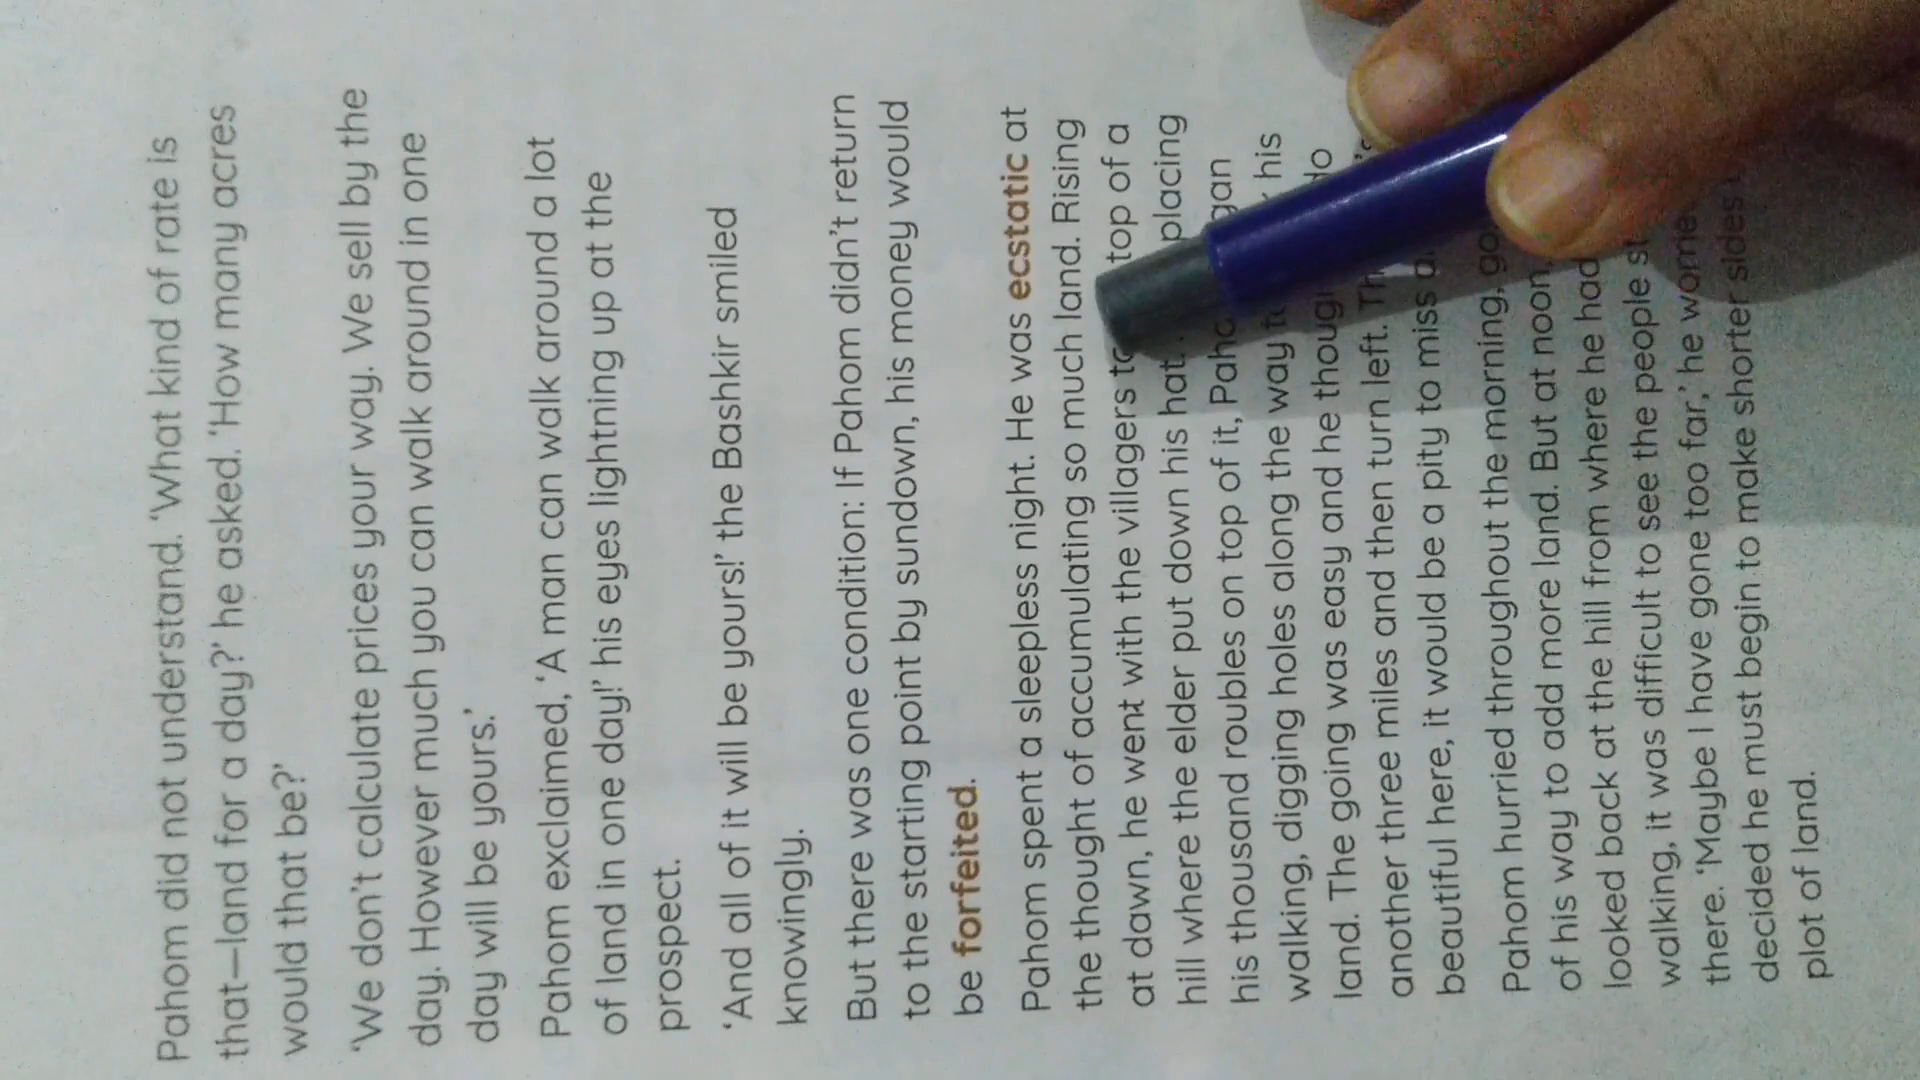 Pahom did not understand. ‘What kind of rate is
that—land for a day?’ he asked. ‘How many acres
would that be?’
‘We don’t calculate prices your way. We sell by the
day. However much you can walk around in one
day will be yours.’
Pahom exclaimed, ‘A man can walk around a lot
of land in one day!’ his eyes lightning up at the
prospect.
‘And all of it will be yours!’ the Bashkir smiled
knowingly.
But there was one condition: If Pahom didn’t return
to the starting point by sundown, his money would
be forfeited.
Pahom spent a sleepless night. He was ecstatic at
the thought of accumulating so much land. Rising
at dawn, he went with the villagers top of a
hill where the elder put down his hat. placing
his thousand roubles on top of it,
walking, digging holes along the way his
land. The going was easy and he
another three miles and then turn left.
beautiful here, it would be a pity to miss
Pahom hurried throughout the morning,
of his way to add more land. But at noon,
looked back at the hill from where he had
walking, it was difficult to see the people
there. ‘Maybe I have gone too far,’ he
decided he must begin to make shorter sides
plot of land.